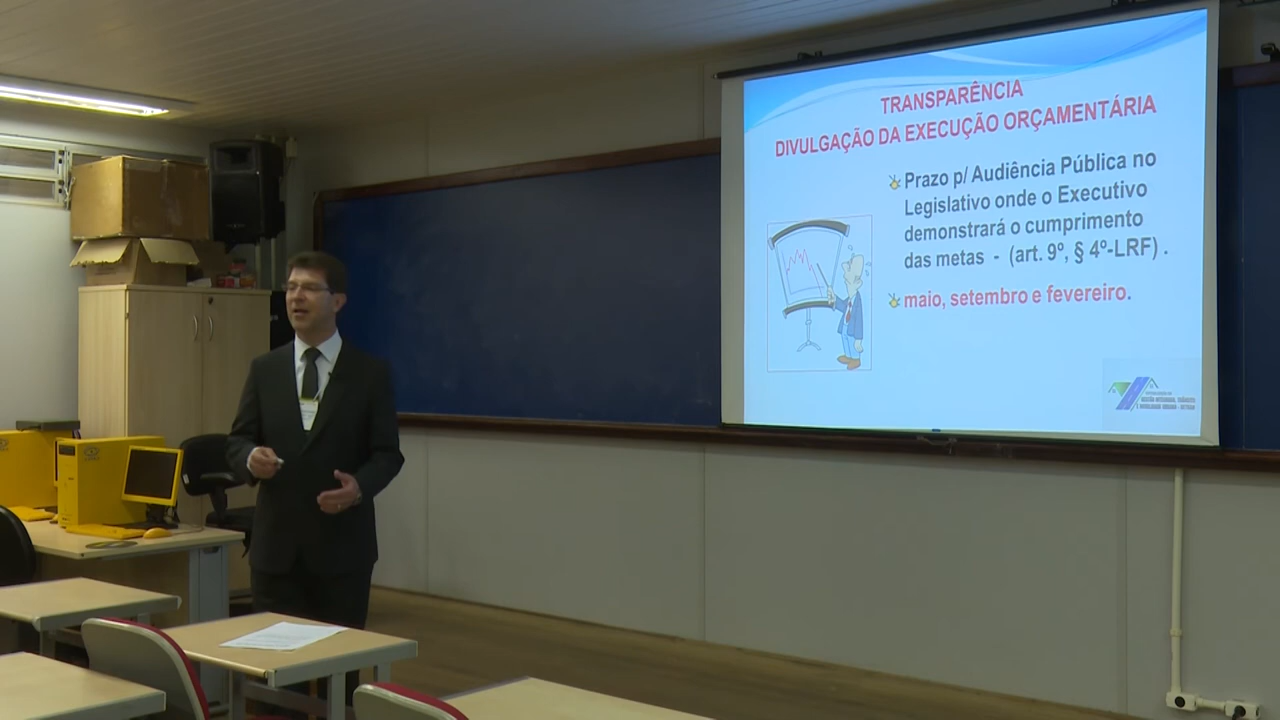 TRANSPARÊNCIA
DIVULGAÇÃO DA EXECUÇÃO ORÇAMENTÁRIA
Prazo p/ Audiência Pública no
Legislativo onde o Executivo
demonstrará o cumprimento
das metas - (art. 9º, § 4º-LRF) .
maio, setembro e fevereiro.